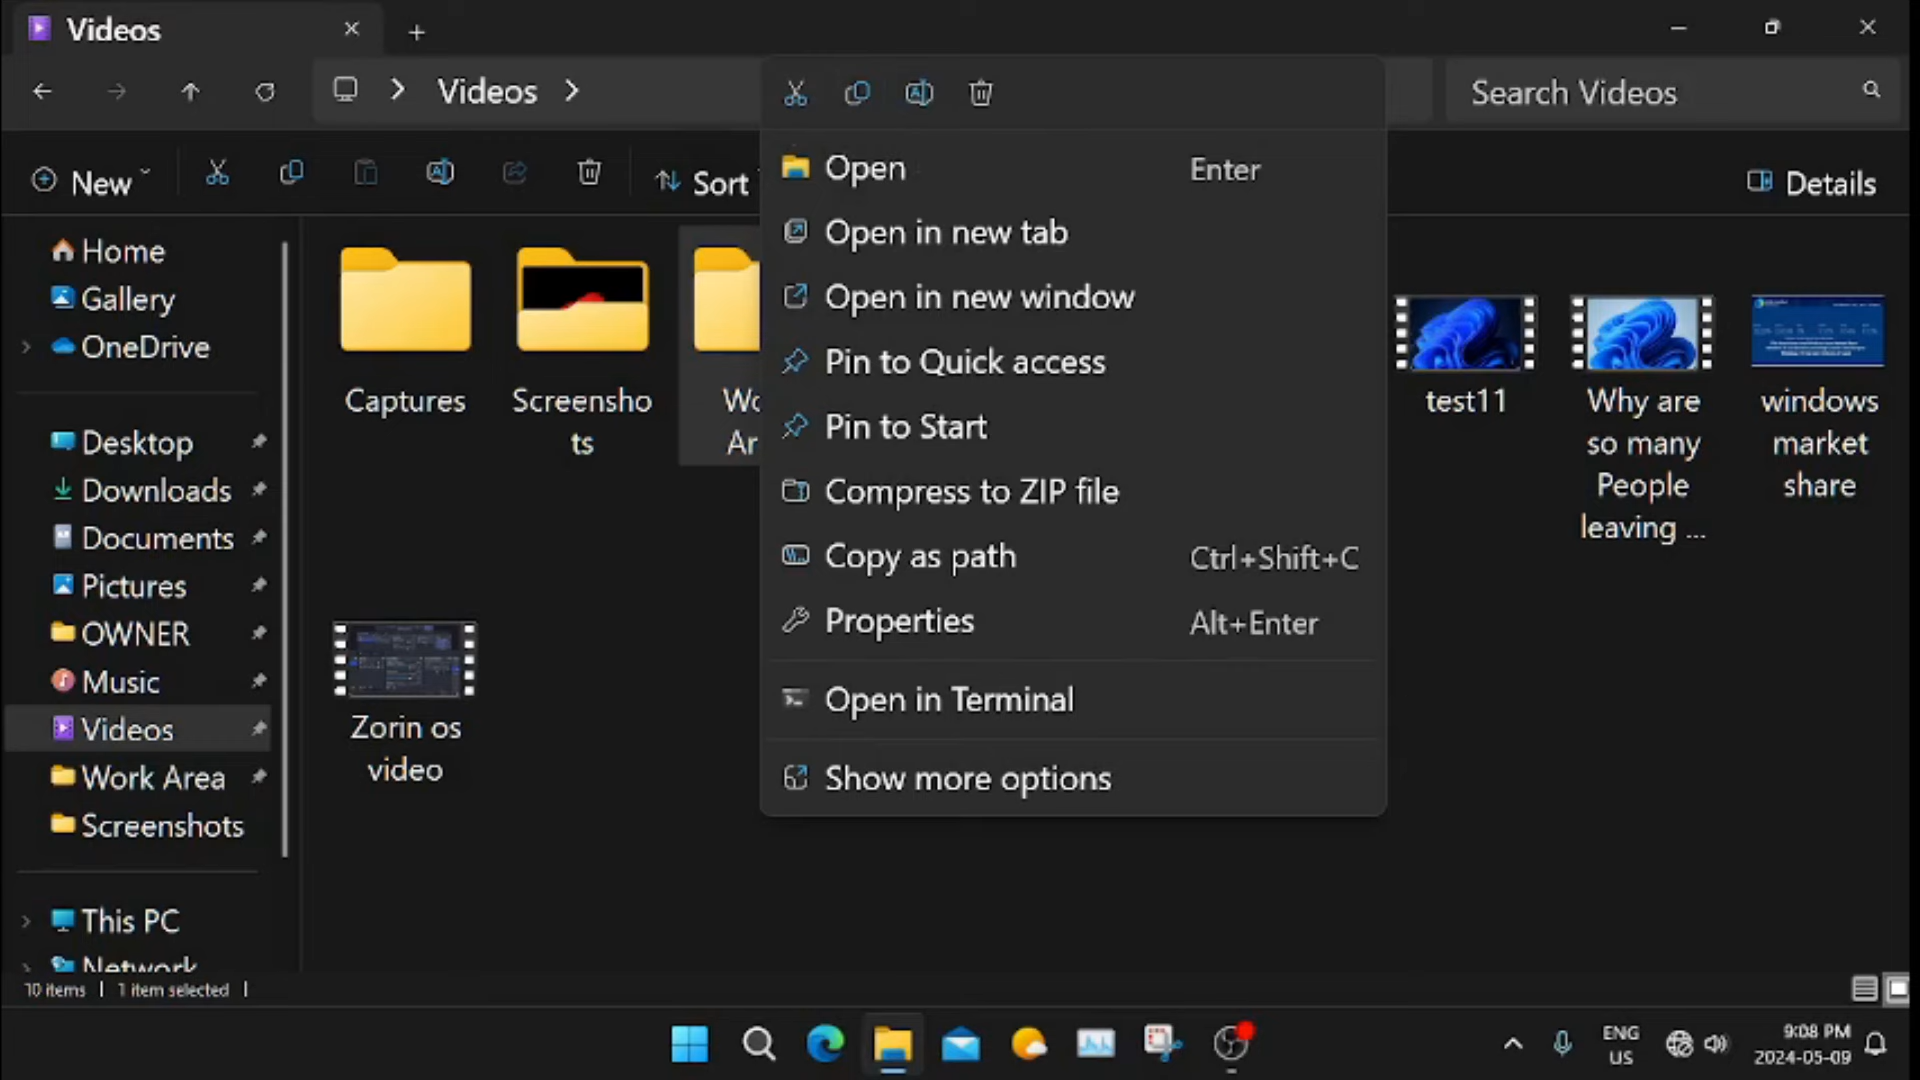 Videos
Videos
Search Videos
New
Sort
Details
Open Enter
Open in new tab
Open in new window
Pin to Quick access
Pin to Start
Compress to ZIP file
Copy as path Ctrl+Shift+C
Properties Alt+Enter
Open in Terminal
Show more options
Home
Gallery
OneDrive
Desktop
Downloads
Documents
Pictures
OWNER
Music
Videos
Work Area
Screenshots
This PC
Network
Captures
Screensho
ts
Wo
Ar
test11
Why are
so many
People
leaving ...
windows
market
share
Zorin os
video
10 items
1 item selected
ENG
US
9:08 PM
2024-05-09